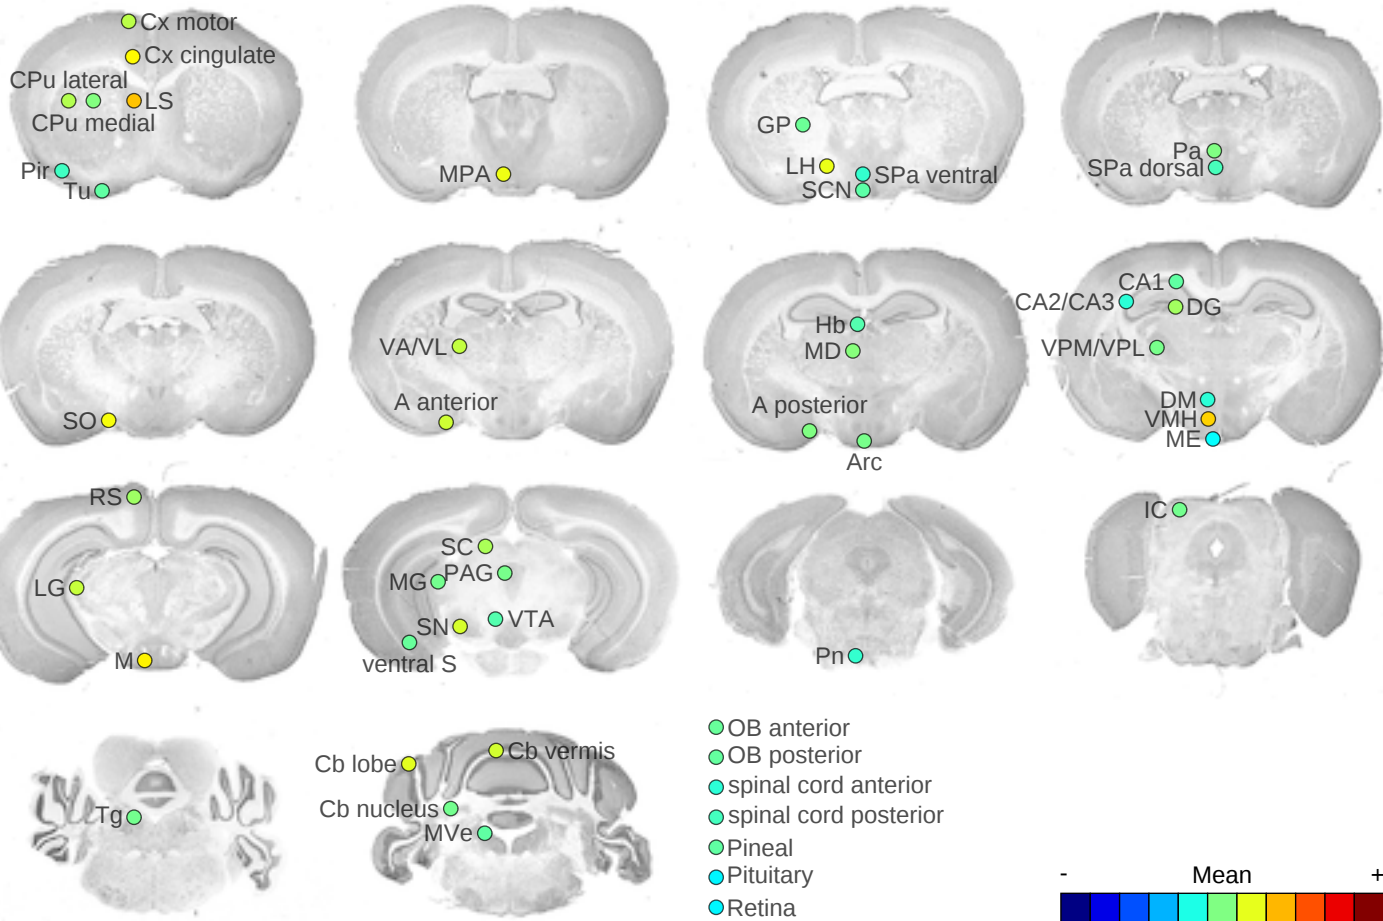 Cx motor
Cx cingulate
CPu lateral
LS
CPu medial
Pir
Tu
MPA
GP
LH
SPa ventral
SCN
Pa
SPa dorsal
SO
VA/VL
A anterior
Hb
MD
A posterior
Arc
CA1
CA2/CA3
DG
VPM/VPL
DM
VMH
ME
RS
LG
M
SC
PAG
MG
VTA
SN
ventral S
Pn
IC
Tg
Cb lobe
Cb vermis
Cb nucleus
MVe
OB anterior
OB posterior
spinal cord anterior
spinal cord posterior
Pineal
Pituitary
Retina
- Mean +